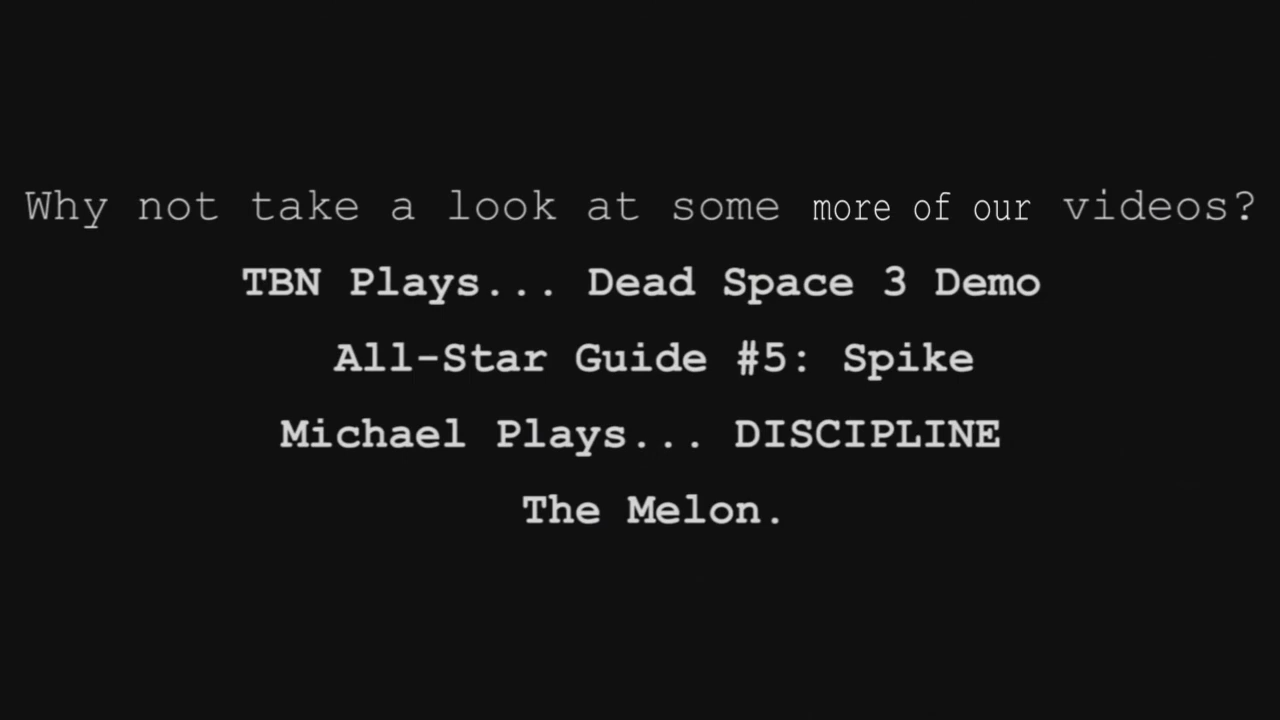 Why not take a look at some more of our videos?
TBN Plays... Dead Space 3 Demo
All-Star Guide #5: Spike
Michael Plays... DISCIPLINE
The Melon.